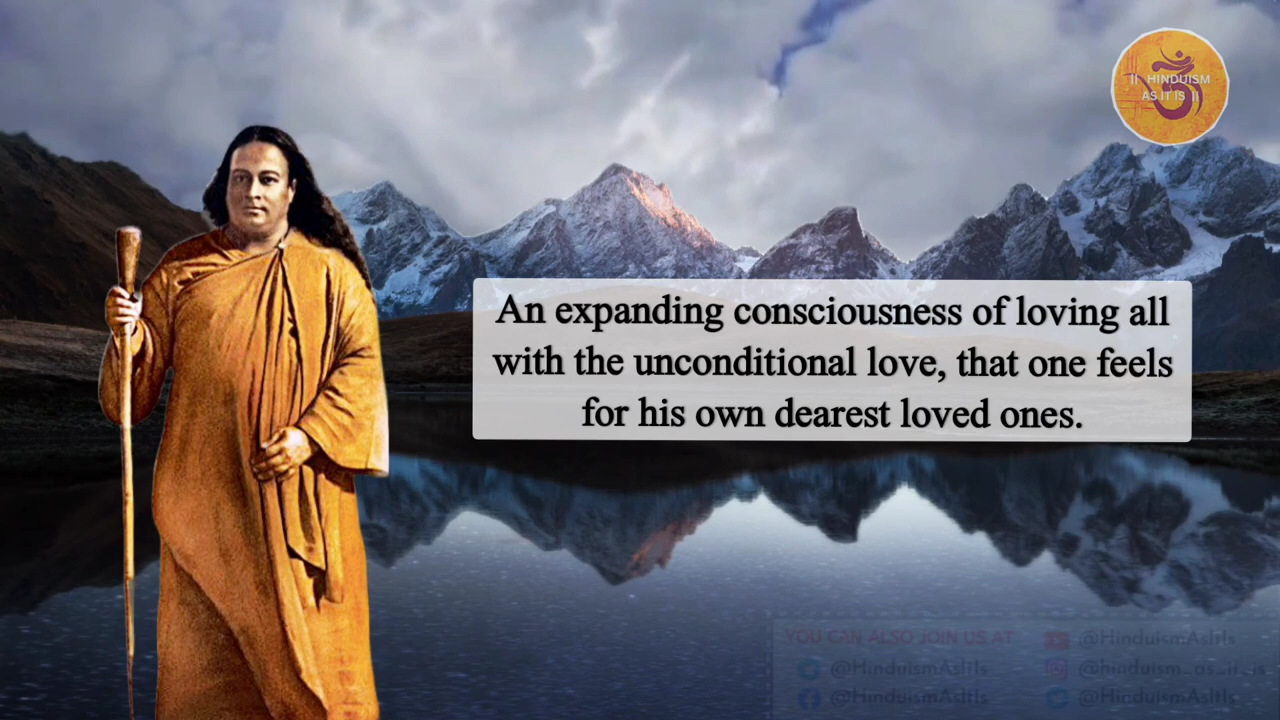 || HINDUISM
AS IT IS ||
An expanding consciousness of loving all
with the unconditional love, that one feels
for his own dearest loved ones.
YOU CAN ALSO JOIN US AT
@HinduismAsItIs
@HinduismAsItIs
@hinduism_as_it_is
@HinduismAsItIs
@HinduismAsItIs